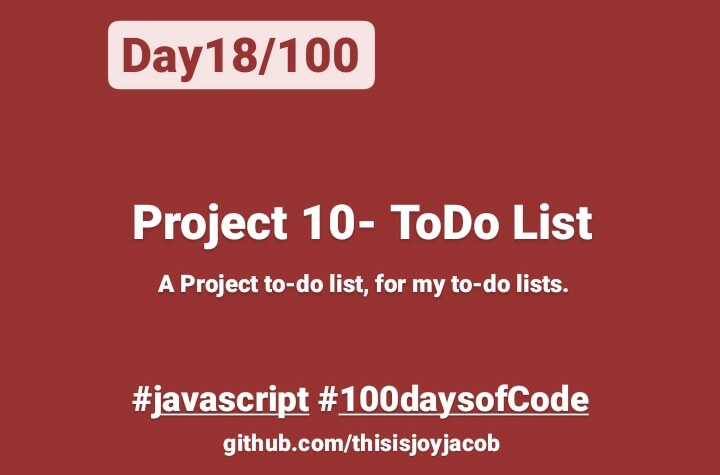 Day18/100
Project 10- ToDo List
A Project to-do list, for my to-do lists.
#javascript #100daysofCode
github.com/thisisjoyjacob